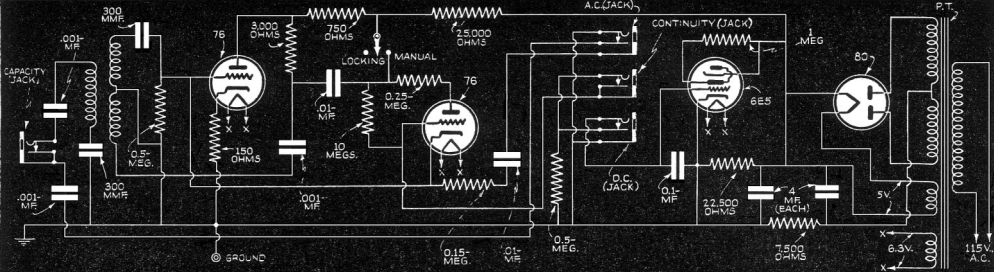 300
MMF.
.001-
MF
CAPACITY
JACK
76
3,000
OHMS
750
OHMS
LOCKING
MANUAL
25,000
OHMS
A.C.(JACK)
CONTINUITY (JACK)
1
MEG
P.T.
80
76
6E5
.01-
MF
0.25-
MEG.
0.5-
MEG.
150
OHMS
10
MEGS.
X X
X X
X X
300
MMF.
.001-
MF.
.001-
MF
0.15-
MEG.
.01-
MF
0.5-
MEG.
D.C.
(JACK)
0.1-
MF
22,500
OHMS
4
MF.
(EACH)
7,500
OHMS
5V.
X
6.3V.
X
115V.
A.C.
GROUND